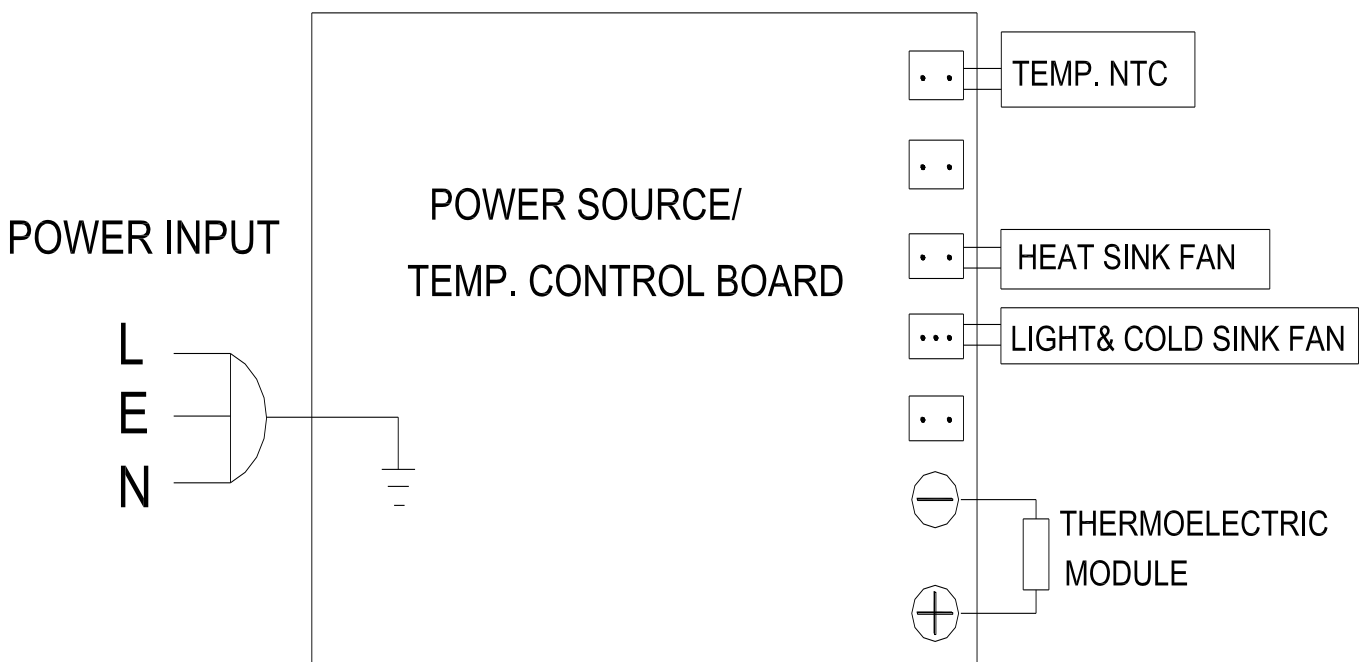 POWER INPUT
L
E
N
POWER SOURCE/
TEMP. CONTROL BOARD
TEMP. NTC
HEAT SINK FAN
LIGHT& COLD SINK FAN
THERMOELECTRIC
MODULE